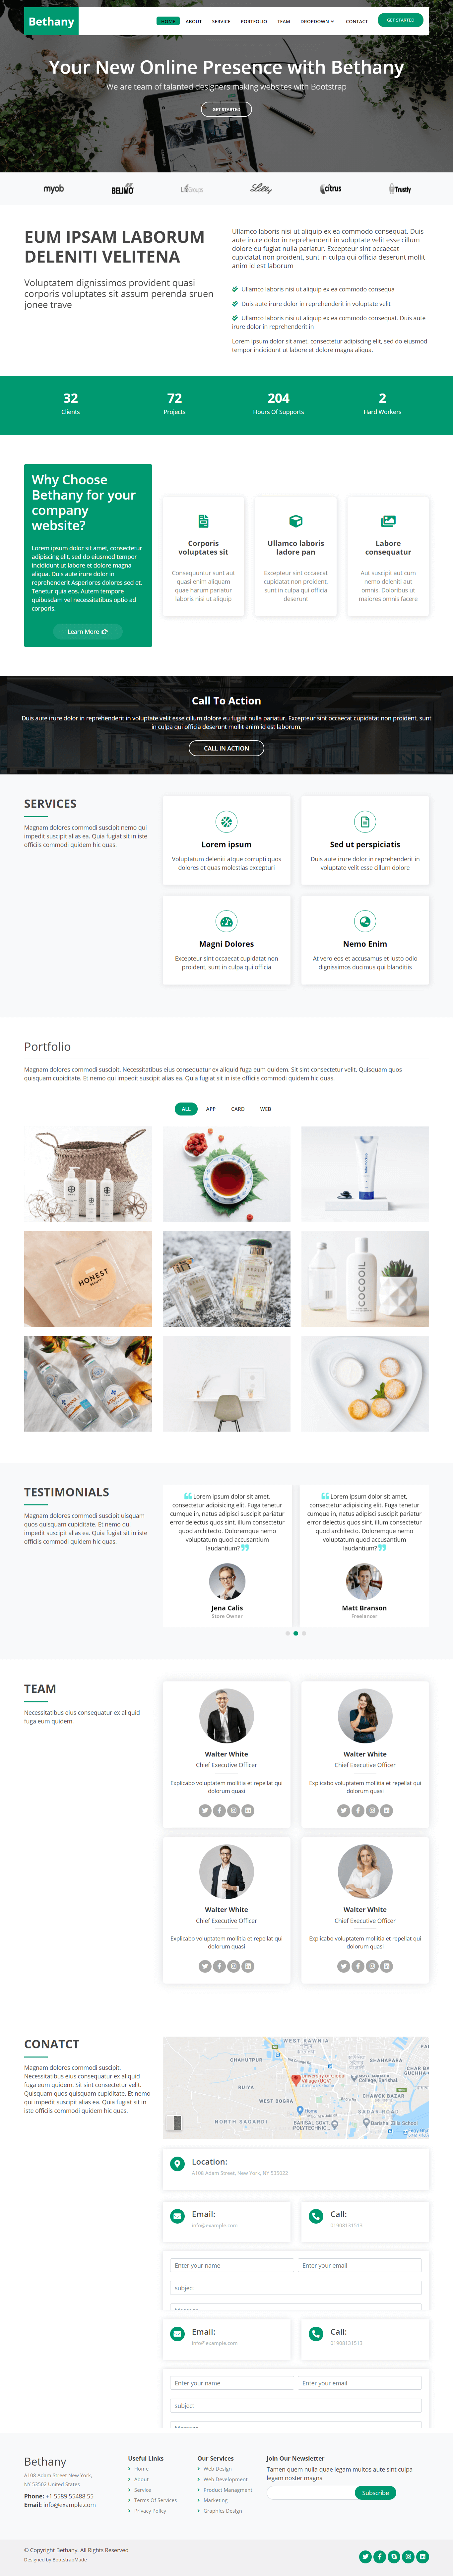 Bethany
HOME ABOUT SERVICE PORTFOLIO TEAM DROPDOWN CONTACT GET STARTED
Your New Online Presence with Bethany
We are team of talanted designers making websites with Bootstrap
GET STARTED
myob BELIMO LifeGroups Lilly citrus Trustly
EUM IPSAM LABORUM
DELENITI VELITENA
Voluptatem dignissimos provident quasi
corporis voluptates sit assum perenda sruen
jonee trave
Ullamco laboris nisi ut aliquip ex ea commodo consequat. Duis
aute irure dolor in reprehenderit in voluptate velit esse cillum
dolore eu fugiat nulla pariatur. Excepteur sint occaecat
cupidatat non proident, sunt in culpa qui officia deserunt mollit
anim id est laborum
Ullamco laboris nisi ut aliquip ex ea commodo consequa
Duis aute irure dolor in reprehenderit in voluptate velit
Ullamco laboris nisi ut aliquip ex ea commodo consequat. Duis aute
irure dolor in reprehenderit in
Lorem ipsum dolor sit amet, consectetur adipiscing elit, sed do eiusmod
tempor incididunt ut labore et dolore magna aliqua.
32 72 204 2
Clients Projects Hours Of Supports Hard Workers
Why Choose
Bethany for your
company
website?
Lorem ipsum dolor sit amet, consectetur
adipiscing elit, sed do eiusmod tempor
incididunt ut labore et dolore magna
aliqua. Duis aute irure dolor in
reprehenderit Asperiores dolores sed et.
Tenetur quia eos. Autem tempore
quibusdam vel necessitatibus optio ad
corporis.
Learn More
Corporis
voluptates sit
Consequuntur sunt aut
quasi enim aliquam
quae harum pariatur
laboris nisi ut aliquip
Ullamco laboris
ladore pan
Excepteur sint occaecat
cupidatat non proident,
sunt in culpa qui officia
deserunt
Labore
consequatur
Aut suscipit aut cum
nemo deleniti aut
omnis. Doloribus ut
maiores omnis facere
Call To Action
Duis aute irure dolor in reprehenderit in voluptate velit esse cillum dolore eu fugiat nulla pariatur. Excepteur sint occaecat cupidatat non proident, sunt
in culpa qui officia deserunt mollit anim id est laborum.
CALL IN ACTION
SERVICES
Magnam dolores commodi suscipit nemo qui
impedit suscipit alias ea. Quia fugiat sit in iste
officiis commodi quidem hic quas.
Lorem ipsum
Voluptatum deleniti atque corrupti quos
dolores et quas molestias excepturi
Sed ut perspiciatis
Duis aute irure dolor in reprehenderit in
voluptate velit esse cillum dolore
Magni Dolores
Excepteur sint occaecat cupidatat non
proident, sunt in culpa qui officia
Nemo Enim
At vero eos et accusamus et iusto odio
dignissimos ducimus qui blanditiis
Portfolio
Magnam dolores commodi suscipit. Necessitatibus eius consequatur ex aliquid fuga eum quidem. Sit sint consectetur velit. Quisquam quos
quisquam cupiditate. Et nemo qui impedit suscipit alias ea. Quia fugiat sit in iste officiis commodi quidem hic quas.
ALL APP CARD WEB
HONEST
BEAUTY
COCOOIL
TESTIMONIALS
Magnam dolores commodi suscipit uisquam
quos quisquam cupiditate. Et nemo qui
impedit suscipit alias ea. Quia fugiat sit in iste
officiis commodi quidem hic quas.
Lorem ipsum dolor sit amet,
consectetur adipisicing elit. Fuga tenetur
cumque in, natus adipisci suscipit pariatur
error delectus quos sint, illum consectetur
quod architecto. Doloremque nemo
voluptatum quod accusantium
laudantium?
Jena Calis
Store Owner
Lorem ipsum dolor sit amet,
consectetur adipisicing elit. Fuga tenetur
cumque in, natus adipisci suscipit pariatur
error delectus quos sint, illum consectetur
quod architecto. Doloremque nemo
voluptatum quod accusantium
laudantium?
Matt Branson
Freelancer
TEAM
Necessitatibus eius consequatur ex aliquid
fuga eum quidem.
Walter White
Chief Executive Officer
Explicabo voluptatem mollitia et repellat qui
dolorum quasi
Walter White
Chief Executive Officer
Explicabo voluptatem mollitia et repellat qui
dolorum quasi
Walter White
Chief Executive Officer
Explicabo voluptatem mollitia et repellat qui
dolorum quasi
Walter White
Chief Executive Officer
Explicabo voluptatem mollitia et repellat qui
dolorum quasi
CONATCT
Magnam dolores commodi suscipit.
Necessitatibus eius consequatur ex aliquid
fuga eum quidem. Sit sint consectetur velit.
Quisquam quos quisquam cupiditate. Et nemo
qui impedit suscipit alias ea. Quia fugiat sit in
iste officiis commodi quidem hic quas.
WEST KAWNIA
CHAHUTPUR
SHAHAPARA
University of Global
Village (UGV)
College, Barishal
RUIYA
WEST BOGRA
CHAWK BAZAR
Home
SADAR ROAD
BARISAL GOVT
POLYTECHNIC...
Barishal Zilla School
NORTH SAGARDI
Location:
A108 Adam Street, New York, NY 535022
Email:
info@example.com
Call:
01908131513
Enter your name Enter your email
subject
Message
Email:
info@example.com
Call:
01908131513
Enter your name Enter your email
subject
Message
Bethany
A108 Adam Street New York,
NY 53502 United States
Phone: +1 5589 55488 55
Email: info@example.com
Useful Links
Home
About
Service
Terms Of Services
Privacy Policy
Our Services
Web Design
Web Development
Product Managment
Marketing
Graphics Design
Join Our Newsletter
Tamen quem nulla quae legam multos aute sint culpa
legam noster magna
Subscribe
© Copyright Bethany. All Rights Reserved
Designed by BootstrapMade